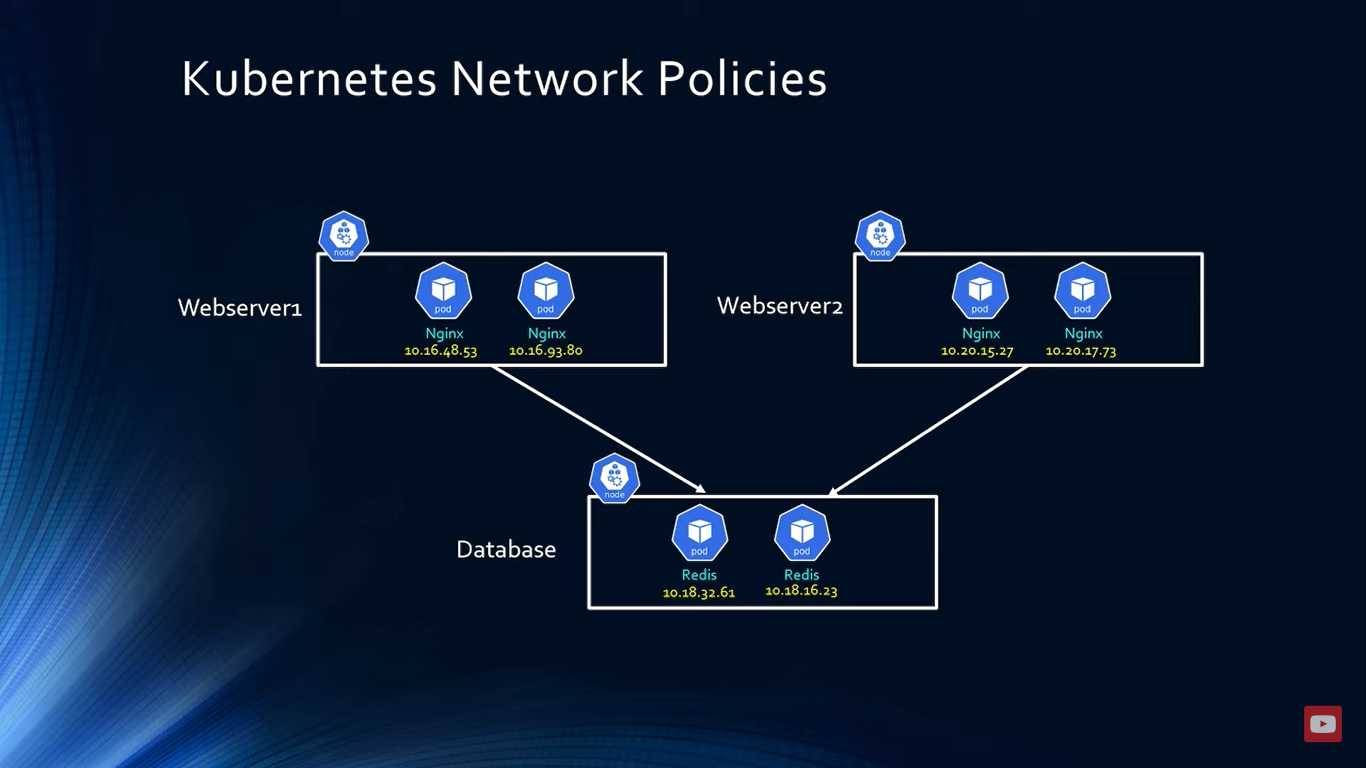 Kubernetes Network Policies
node
node
Webserver1
pod
pod
Nginx
Nginx
10.16.48.53
10.16.93.80
Webserver2
pod
pod
Nginx
Nginx
10.20.15.27
10.20.17.73
node
Database
pod
pod
Redis
Redis
10.18.32.61
10.18.16.23